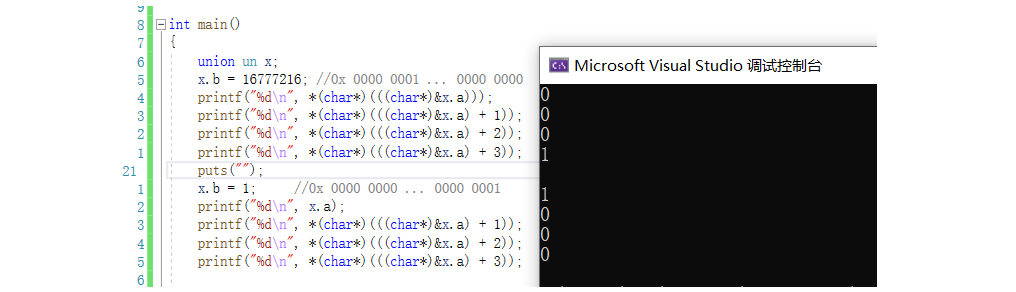 9
8 int main()
7 {
6 union un x;
5 x.b = 16777216; //0x 0000 0001 ... 0000 0000
4 printf("%d\n", *(char*)(((char*)&x.a)));
3 printf("%d\n", *(char*)(((char*)&x.a) + 1));
2 printf("%d\n", *(char*)(((char*)&x.a) + 2));
1 printf("%d\n", *(char*)(((char*)&x.a) + 3));
21 puts("");
1 x.b = 1; //0x 0000 0000 ... 0000 0001
2 printf("%d\n", x.a);
3 printf("%d\n", *(char*)(((char*)&x.a) + 1));
4 printf("%d\n", *(char*)(((char*)&x.a) + 2));
5 printf("%d\n", *(char*)(((char*)&x.a) + 3));
6
C:\ Microsoft Visual Studio 调试控制台
0
0
0
1
1
0
0
0